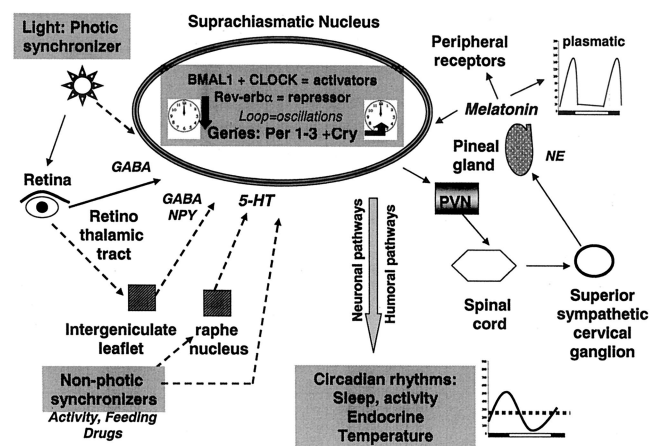 Suprachiasmatic Nucleus
Light: Photic
synchronizer
BMAL1 + CLOCK = activators
Rev-erbα = repressor
Loop=oscillations
Genes: Per 1-3 +Cry
Peripheral
receptors
plasmatic
Melatonin
Pineal
gland
NE
GABA
Retina
GABA
NPY
5-HT
PVN
Retino
thalamic
tract
Neuronal pathways
Humoral pathways
Intergeniculate
leaflet
raphe
nucleus
Spinal
cord
Superior
sympathetic
cervical
ganglion
Non-photic
synchronizers
Activity, Feeding
Drugs
Circadian rhythms:
Sleep, activity
Endocrine
Temperature